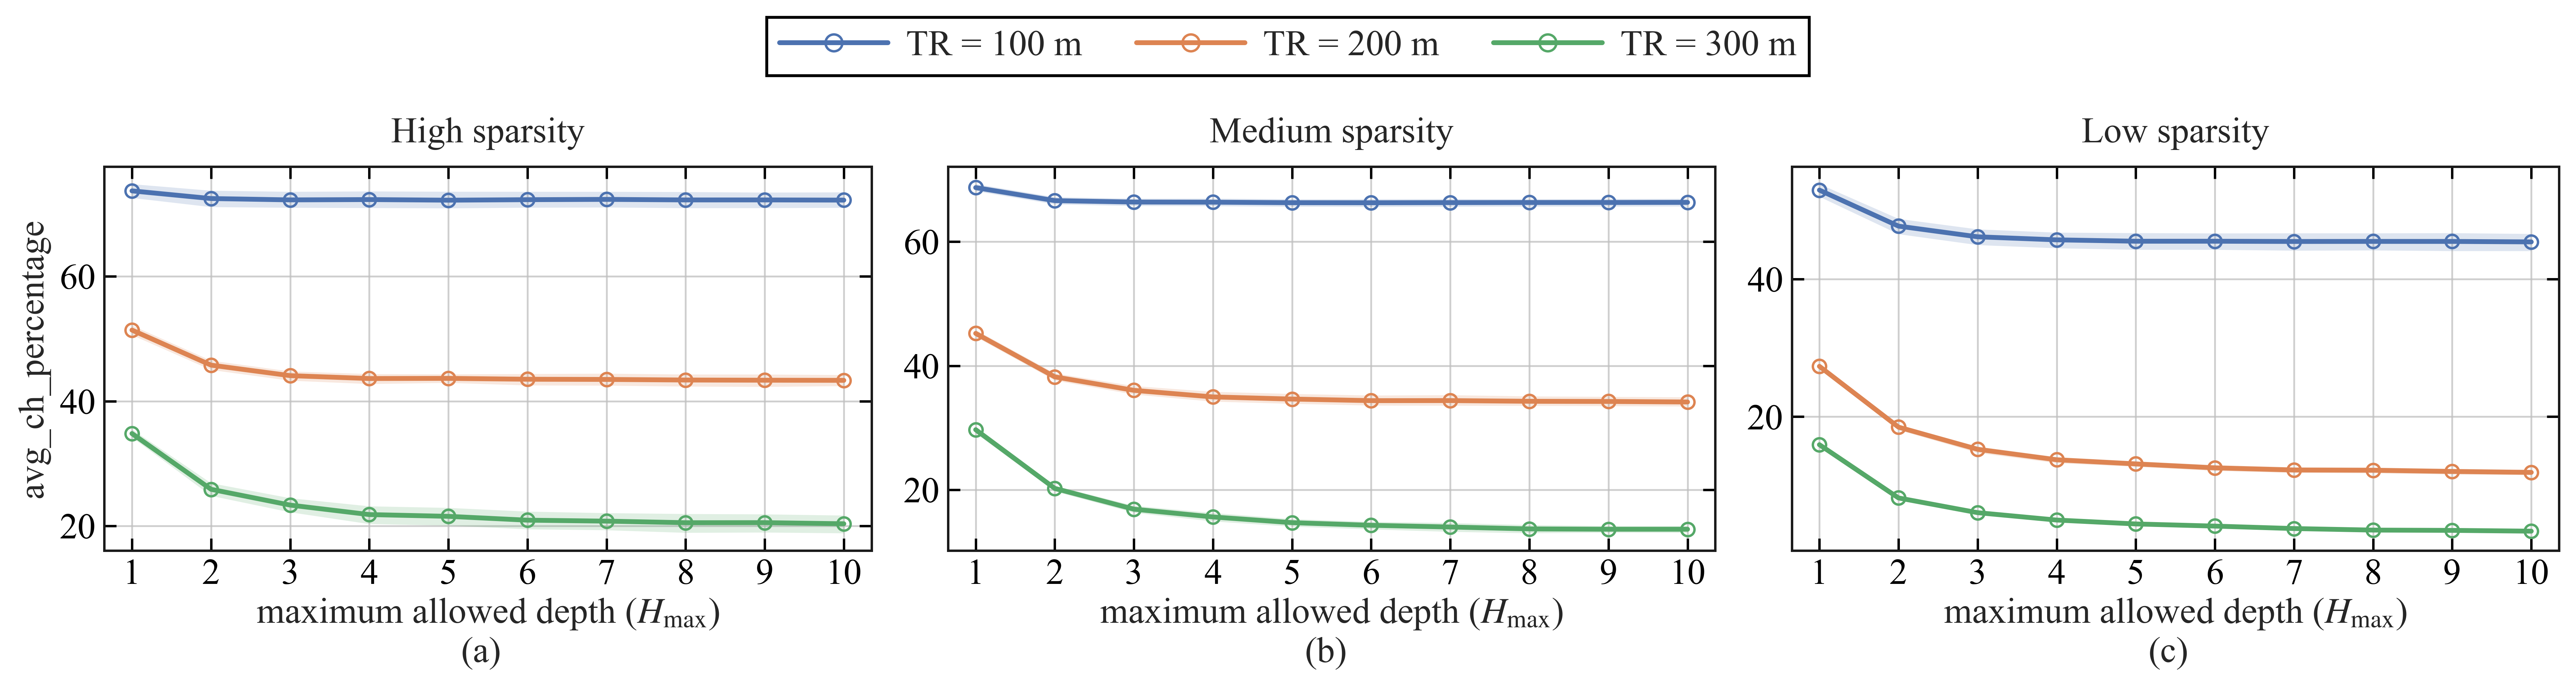 TR = 100 m TR = 200 m TR = 300 m
High sparsity
avg_ch_percentage
60
40
20
1 2 3 4 5 6 7 8 9 10
maximum allowed depth (H_max)
(a)
Medium sparsity
60
40
20
1 2 3 4 5 6 7 8 9 10
maximum allowed depth (H_max)
(b)
Low sparsity
40
20
1 2 3 4 5 6 7 8 9 10
maximum allowed depth (H_max)
(c)